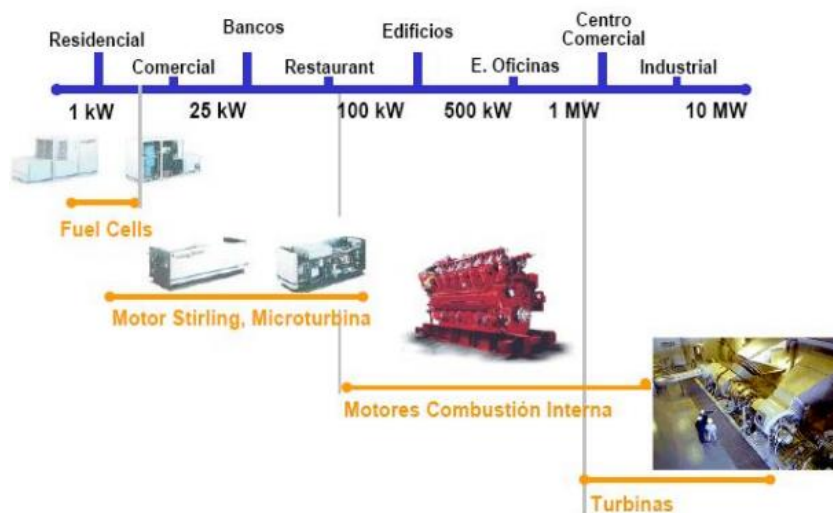 Residencial
Comercial
Bancos
Restaurant
Edificios
E. Oficinas
Centro
Comercial
Industrial
1 kW
25 kW
100 kW
500 kW
1 MW
10 MW
Fuel Cells
Motor Stirling, Microturbina
Motores Combustión Interna
Turbinas